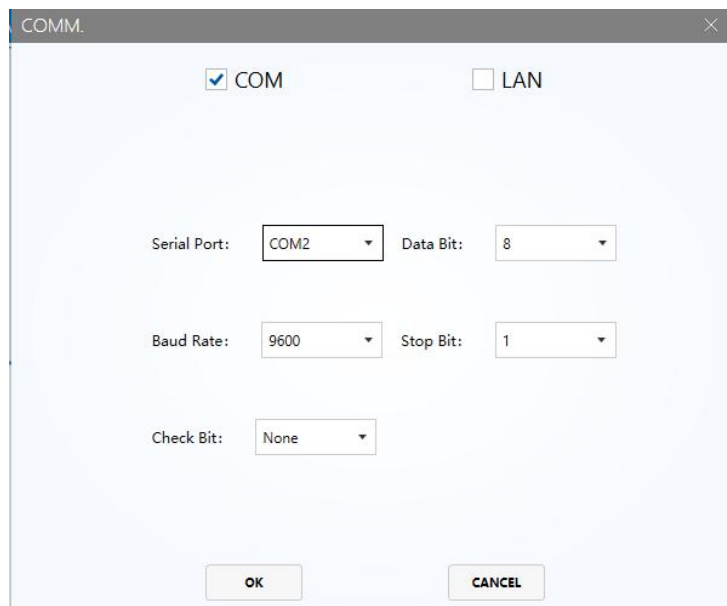 COMM.
COM LAN
Serial Port: COM2 Data Bit: 8
Baud Rate: 9600 Stop Bit: 1
Check Bit: None
OK CANCEL